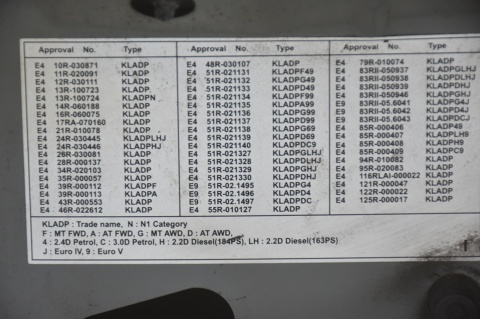 Approval No. Type
E4 10R-030871 KLADP
E4 11R-020091 KLADP
E4 12R-030111 KLADP
E4 13R-100723 KLADP
E4 13R-100724 KLADPN
E4 14R-060188 KLADP
E4 16R-060075 KLADP
E4 17RA-070160 KLADP
E4 21R-010078 KLADP
E4 24R-030445 KLADPLHJ
E4 24R-030446 KLADPHJ
E4 26R-030081 KLADP
E4 28R-000137 KLADP
E4 34R-020103 KLADP
E4 35R-000057 KLADP
E4 39R-000112 KLADPF
E4 39R-000113 KLADPA
E4 43R-000553 KLADP
E4 46R-022612 KLADP
Approval No. Type
E4 48R-030107 KLADP
E4 51R-021131 KLADPF49
E4 51R-021132 KLADPG49
E4 51R-021133 KLADPD49
E4 51R-021134 KLADPF99
E4 51R-021135 KLADPA99
E4 51R-021136 KLADPG99
E4 51R-021137 KLADPD99
E4 51R-021138 KLADPG69
E4 51R-021139 KLADPD69
E4 51R-021140 KLADPDC9
E4 51R-021327 KLADPGLHJ
E4 51R-021328 KLADPDLHJ
E4 51R-021329 KLADPGHJ
E4 51R-021330 KLADPDHJ
E9 51R-02.1495 KLADPG4
E9 51R-02.1496 KLADPD4
E9 51R-02.1497 KLADPDC
E4 55R-010127 KLADP
Approval No. Type
E4 79R-010074 KLADP
E4 83RII-050937 KLADPGLHJ
E4 83RII-050938 KLADPDLHJ
E4 83RII-050939 KLADPDHJ
E4 83RII-050946 KLADPGHJ
E9 83RII-05.6041 KLADPG4J
E9 83RII-05.6042 KLADPD4J
E9 83RII-05.6043 KLADPDCJ
E4 85R-000406 KLADP49
E4 85R-000407 KLADPLH9
E4 85R-000408 KLADPH9
E4 85R-000409 KLADPC9
E4 94R-010082 KLADP
E4 95R-020083 KLADP
E4 116RLAI-000022 KLADP
E4 121R-000047 KLADP
E4 122R-000022 KLADP
E4 125R-000017 KLADP
KLADP : Trade name, N : N1 Category
F : MT FWD, A : AT FWD, G : MT AWD, D : AT AWD,
4 : 2.4D Petrol, C : 3.0D Petrol, H : 2.2D Diesel(184PS), LH : 2.2D Diesel(163PS)
J : Euro IV, 9 : Euro V